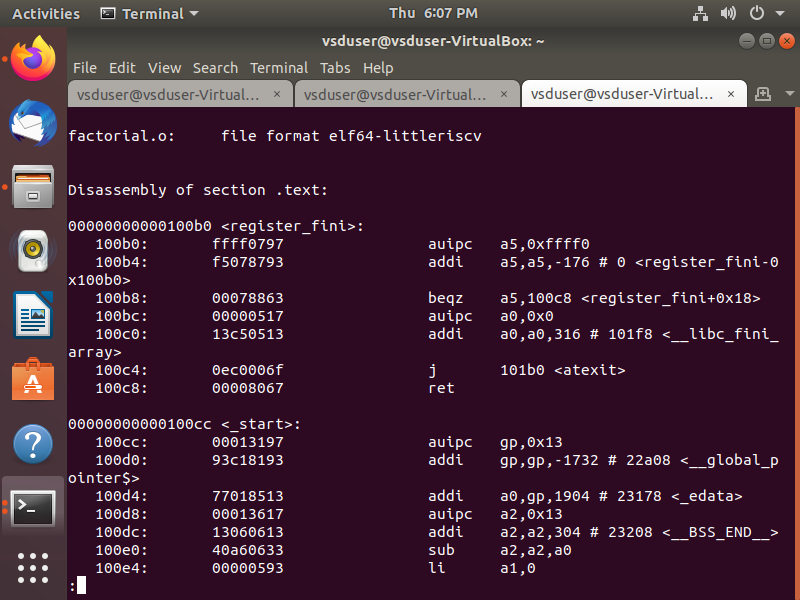 Activities Terminal Thu 6:07 PM
vsduser@vsduser-VirtualBox: ~
File Edit View Search Terminal Tabs Help
vsduser@vsduser-Virtual... × vsduser@vsduser-Virtual... × vsduser@vsduser-Virtual... ×
factorial.o:     file format elf64-littleriscv
Disassembly of section .text:
00000000000100b0 <register_fini>:
   100b0:	ffff0797          	auipc	a5,0xffff0
   100b4:	f5078793          	addi	a5,a5,-176 # 0 <register_fini-0
x100b0>
   100b8:	00078863          	beqz	a5,100c8 <register_fini+0x18>
   100bc:	00000517          	auipc	a0,0x0
   100c0:	13c50513          	addi	a0,a0,316 # 101f8 <__libc_fini_
array>
   100c4:	0ec0006f          	j	101b0 <atexit>
   100c8:	00008067          	ret
00000000000100cc <_start>:
   100cc:	00013197          	auipc	gp,0x13
   100d0:	93c18193          	addi	gp,gp,-1732 # 22a08 <__global_p
ointer$>
   100d4:	77018513          	addi	a0,gp,1904 # 23178 <_edata>
   100d8:	00013617          	auipc	a2,0x13
   100dc:	13060613          	addi	a2,a2,304 # 23208 <__BSS_END__>
   100e0:	40a60633          	sub	a2,a2,a0
   100e4:	00000593          	li	a1,0
: